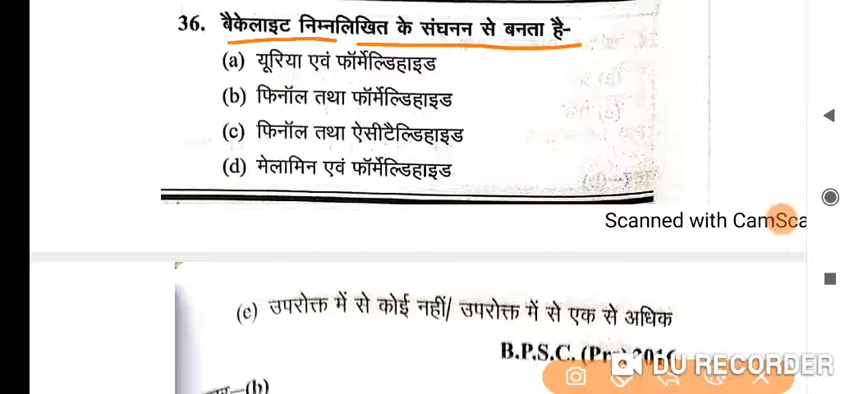 36. बैकेलाइट निम्नलिखित के संघनन से बनता है-
(a) यूरिया एवं फॉर्मेल्डिहाइड
(b) फिनॉल तथा फॉर्मेल्डिहाइड
(c) फिनॉल तथा ऐसीटैल्डिहाइड
(d) मेलामिन एवं फॉर्मेल्डिहाइड
Scanned with CamSca
(e) उपरोक्त में से कोई नहीं/ उपरोक्त में से एक से अधिक
B.P.S.C. (Pre)
DU RECORDER
(b)